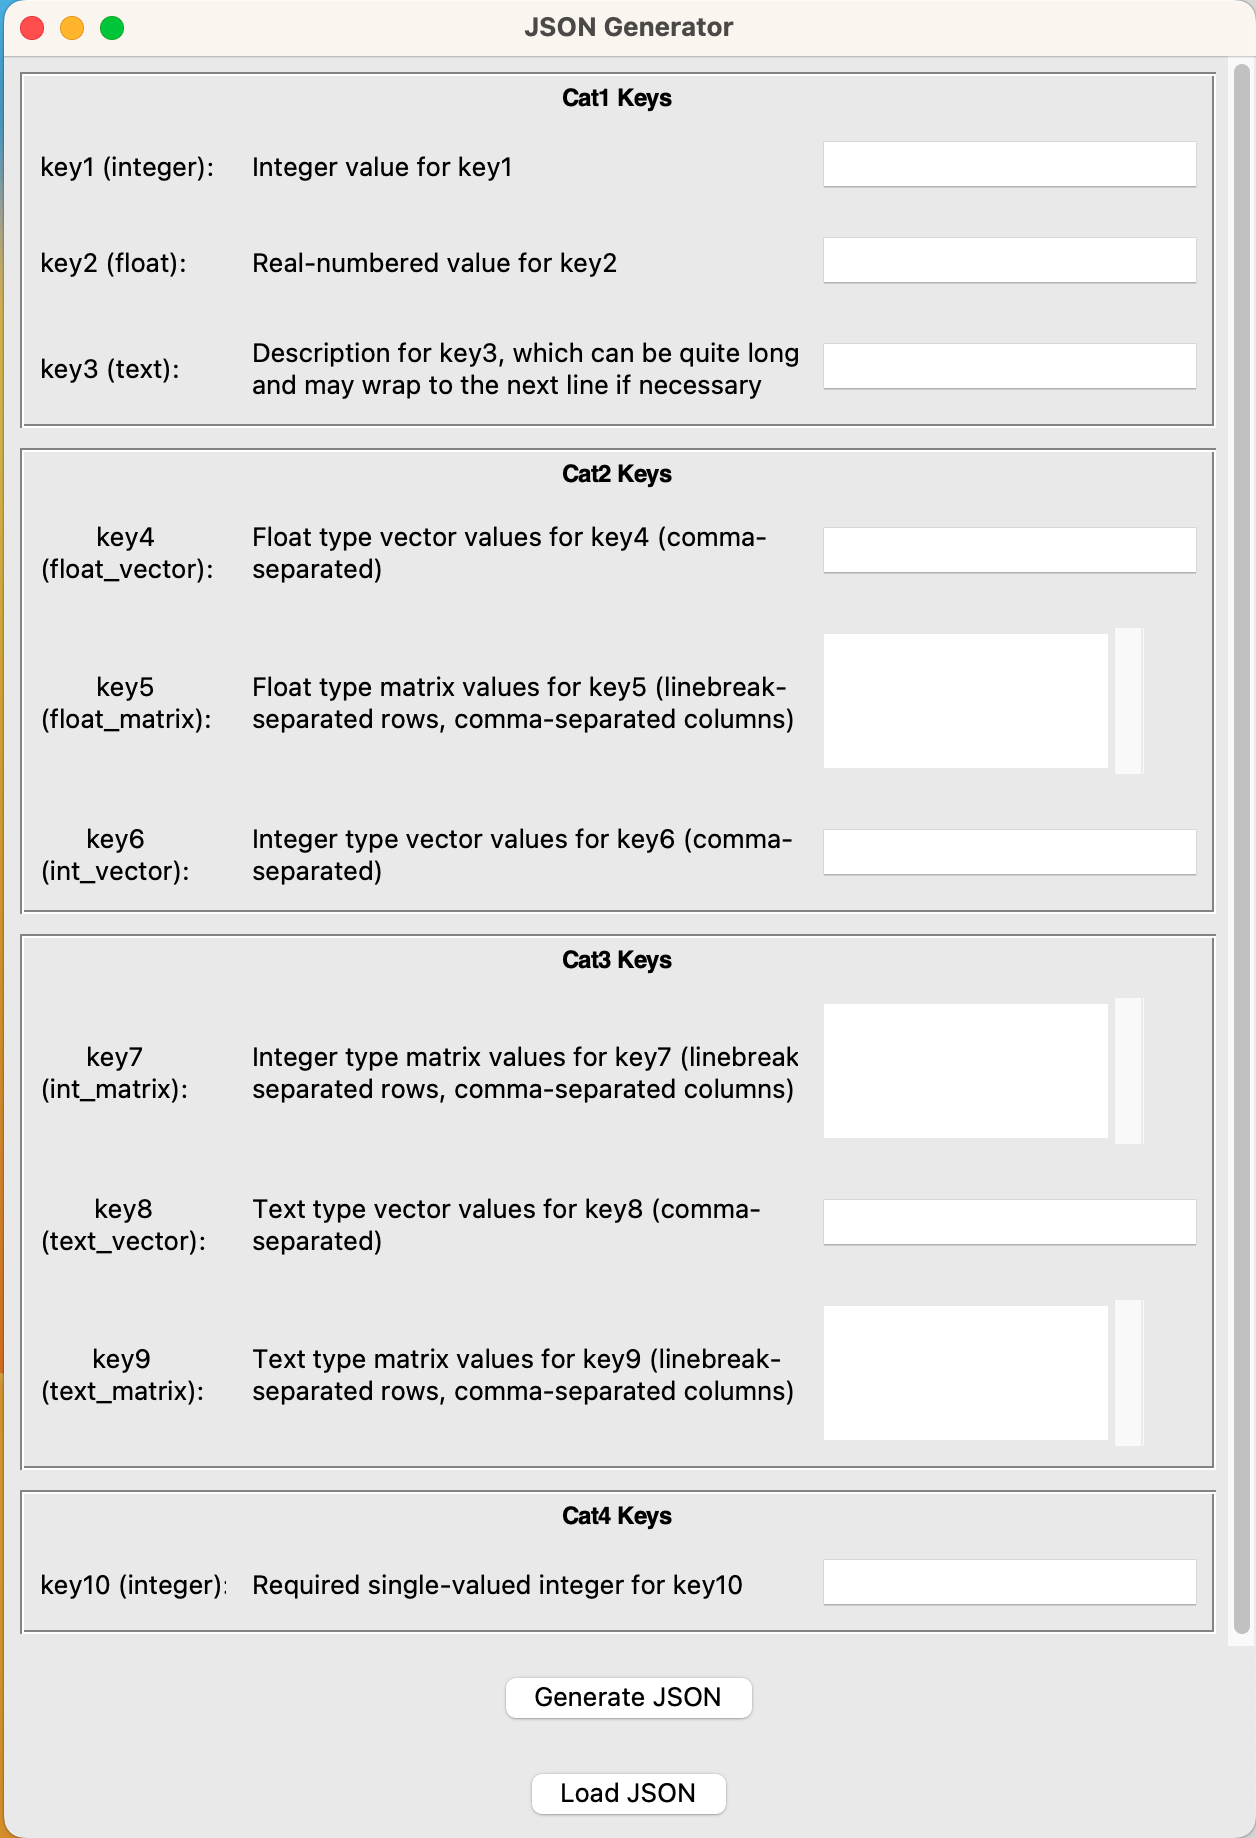 JSON Generator
Cat1 Keys
key1 (integer):
Integer value for key1
key2 (float):
Real-numbered value for key2
key3 (text):
Description for key3, which can be quite long
and may wrap to the next line if necessary
Cat2 Keys
key4
(float_vector):
Float type vector values for key4 (comma-
separated)
key5
(float_matrix):
Float type matrix values for key5 (linebreak-
separated rows, comma-separated columns)
key6
(int_vector):
Integer type vector values for key6 (comma-
separated)
Cat3 Keys
key7
(int_matrix):
Integer type matrix values for key7 (linebreak
separated rows, comma-separated columns)
key8
(text_vector):
Text type vector values for key8 (comma-
separated)
key9
(text_matrix):
Text type matrix values for key9 (linebreak-
separated rows, comma-separated columns)
Cat4 Keys
key10 (integer):
Required single-valued integer for key10
Generate JSON
Load JSON